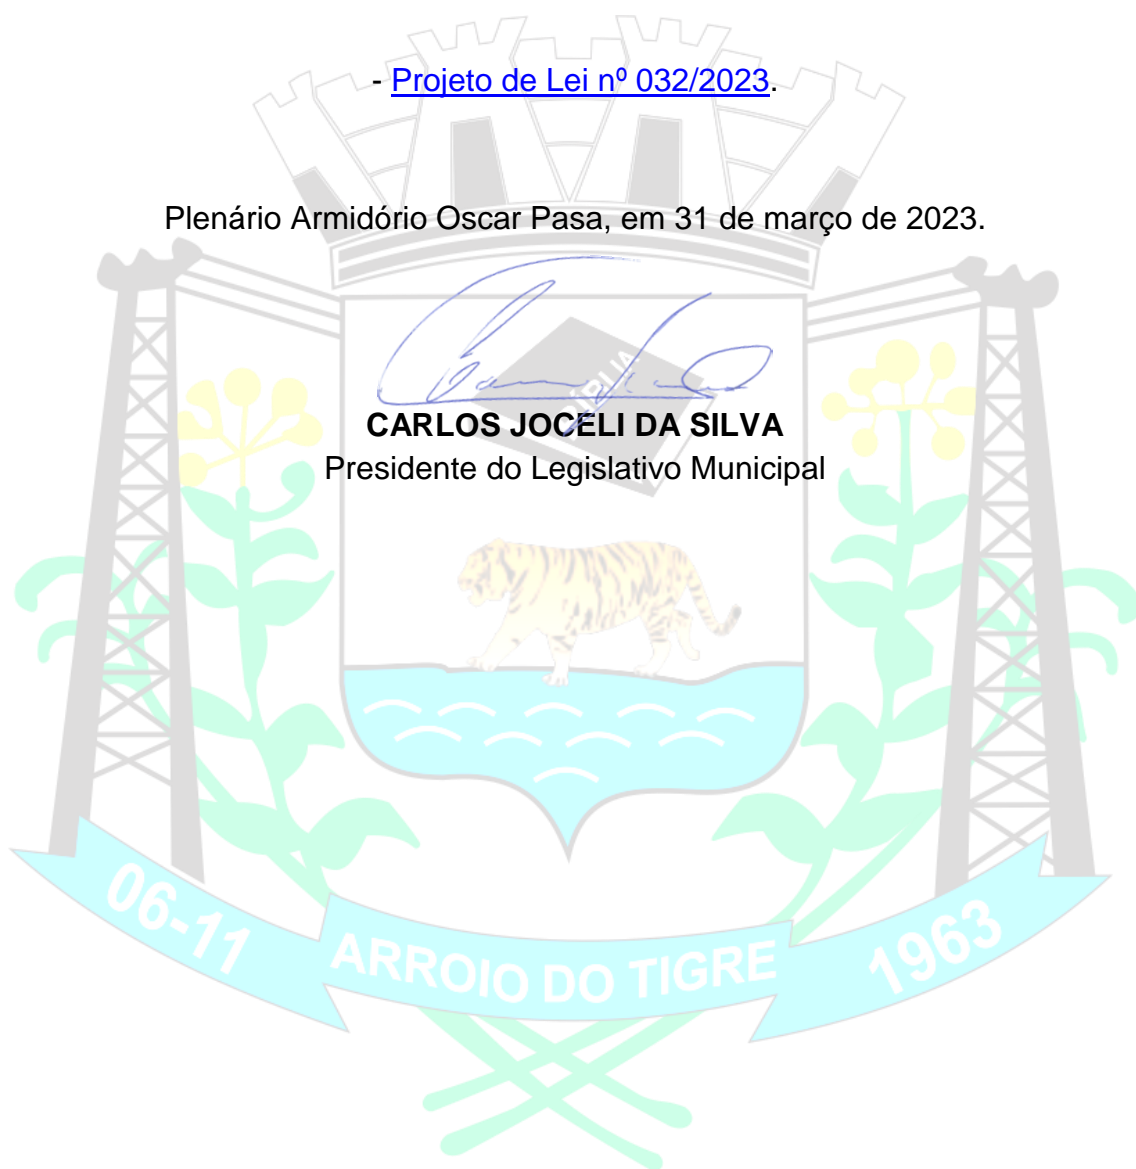 - Projeto de Lei nº 032/2023.
Plenário Armidório Oscar Pasa, em 31 de março de 2023.
CARLOS JOCELI DA SILVA
Presidente do Legislativo Municipal
06-11 ARROIO DO TIGRE 1963